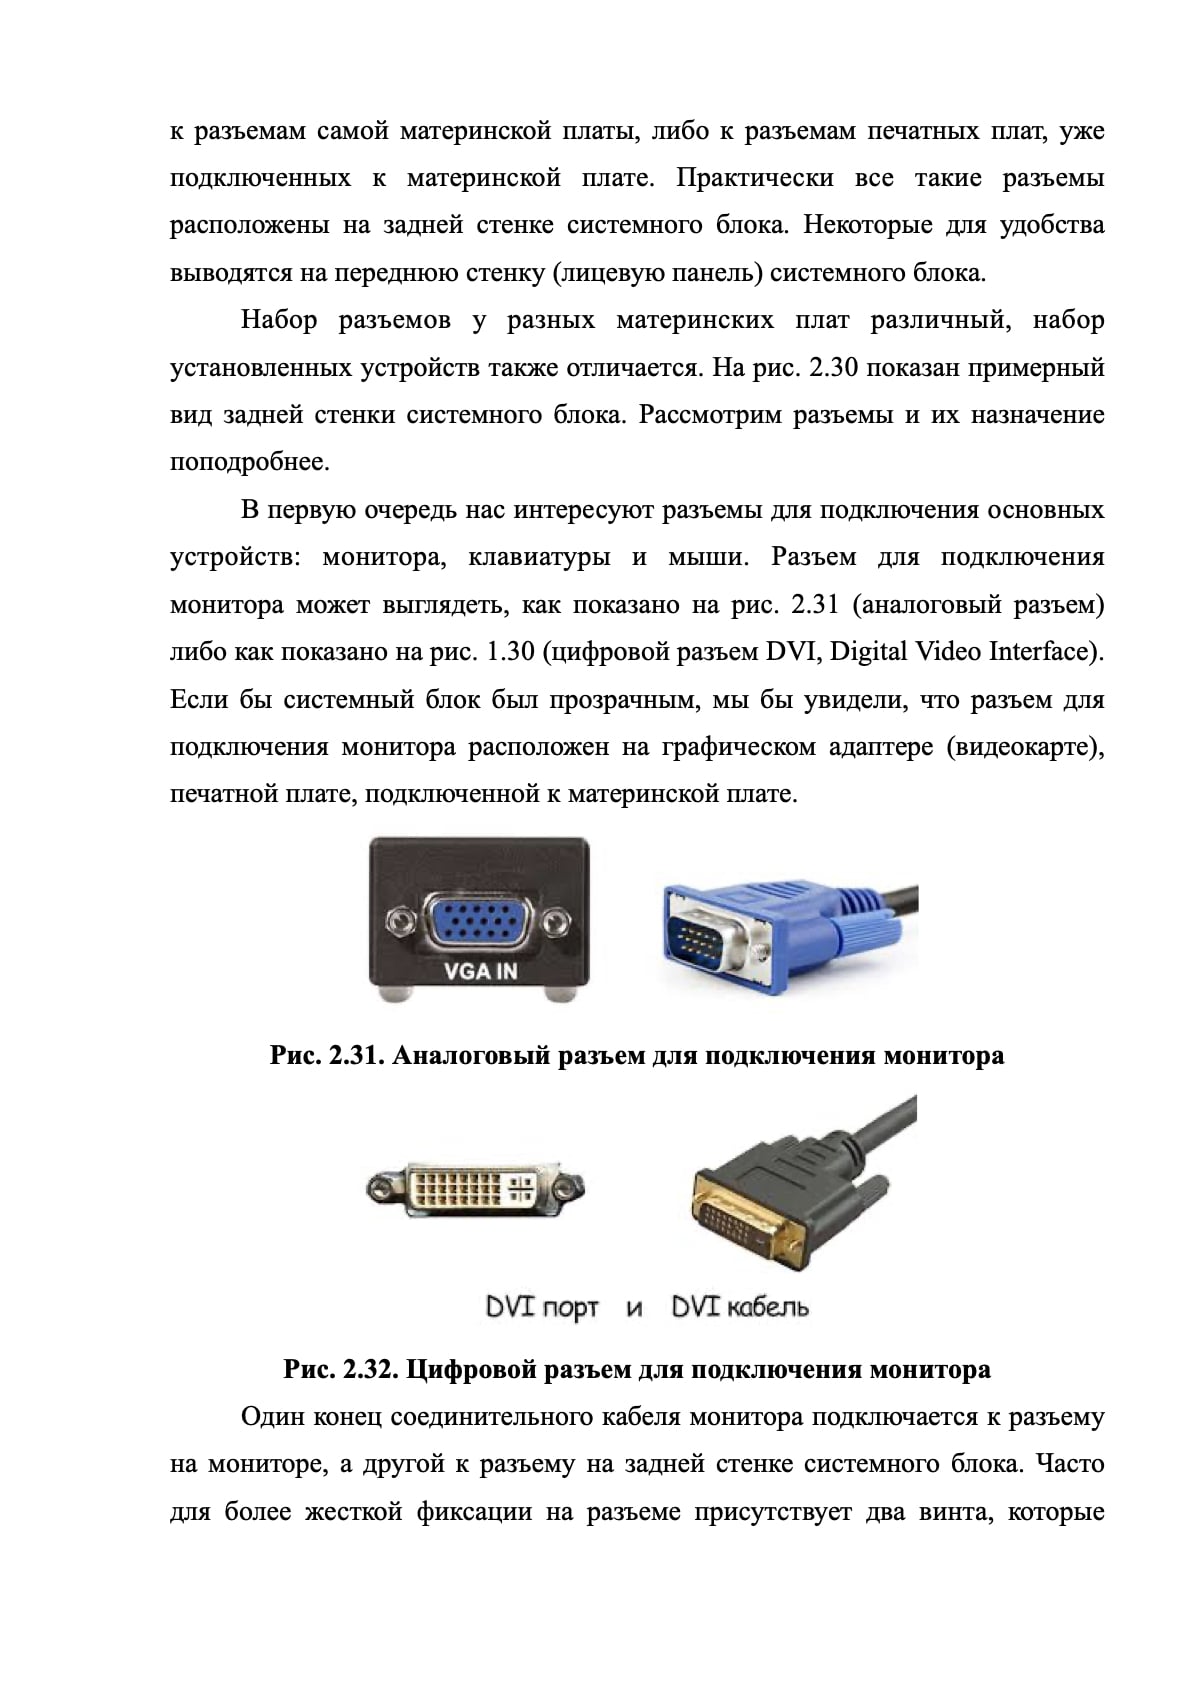 к разъемам самой материнской платы, либо к разъемам печатных плат, уже
подключенных к материнской плате. Практически все такие разъемы
расположены на задней стенке системного блока. Некоторые для удобства
выводятся на переднюю стенку (лицевую панель) системного блока.
Набор разъемов у разных материнских плат различный, набор
установленных устройств также отличается. На рис. 2.30 показан примерный
вид задней стенки системного блока. Рассмотрим разъемы и их назначение
поподробнее.
В первую очередь нас интересуют разъемы для подключения основных
устройств: монитора, клавиатуры и мыши. Разъем для подключения
монитора может выглядеть, как показано на рис. 2.31 (аналоговый разъем)
либо как показано на рис. 1.30 (цифровой разъем DVI, Digital Video Interface).
Если бы системный блок был прозрачным, мы бы увидели, что разъем для
подключения монитора расположен на графическом адаптере (видеокарте),
печатной плате, подключенной к материнской плате.
VGA IN
Рис. 2.31. Аналоговый разъем для подключения монитора
DVI порт и DVI кабель
Рис. 2.32. Цифровой разъем для подключения монитора
Один конец соединительного кабеля монитора подключается к разъему
на мониторе, а другой к разъему на задней стенке системного блока. Часто
для более жесткой фиксации на разъеме присутствует два винта, которые